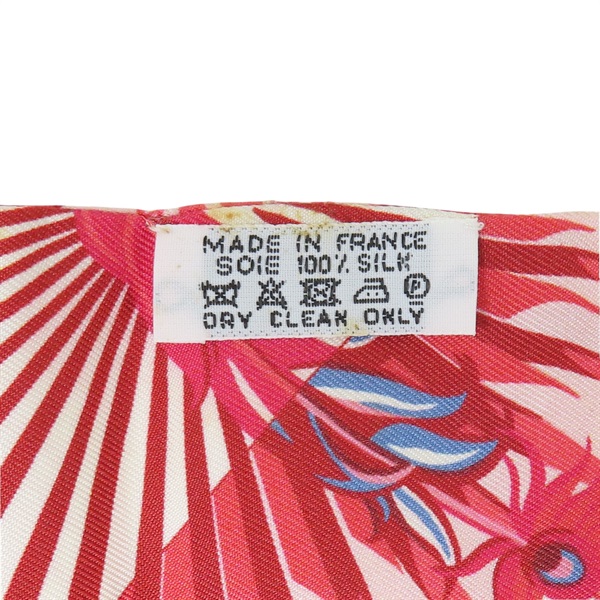 MADE IN FRANCE
SOIE 100% SILK
P
DRY CLEAN ONLY